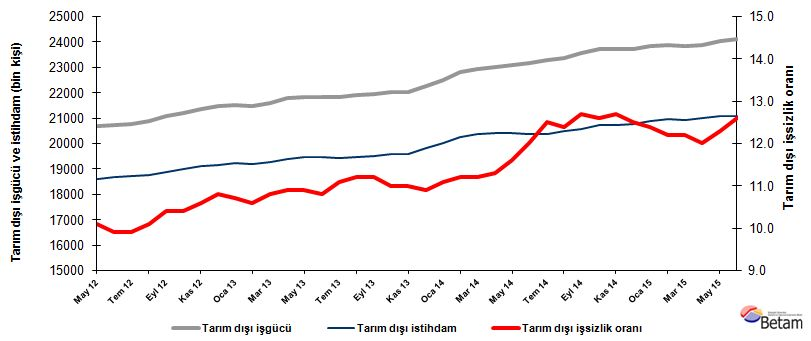 Tarım dışı işgücü ve istihdam (bin kişi)
25000
24000
23000
22000
21000
20000
19000
18000
17000
16000
15000
15.0
14.0
13.0
12.0
11.0
10.0
9.0
Tarım dışı işsizlik oranı
May 12
Tem 12
Eyl 12
Kas 12
Oca 13
Mar 13
May 13
Tem 13
Eyl 13
Kas 13
Oca 14
Mar 14
May 14
Tem 14
Eyl 14
Kas 14
Oca 15
Mar 15
May 15
Tarım dışı işgücü
Tarım dışı istihdam
Tarım dışı işsizlik oranı
Betam